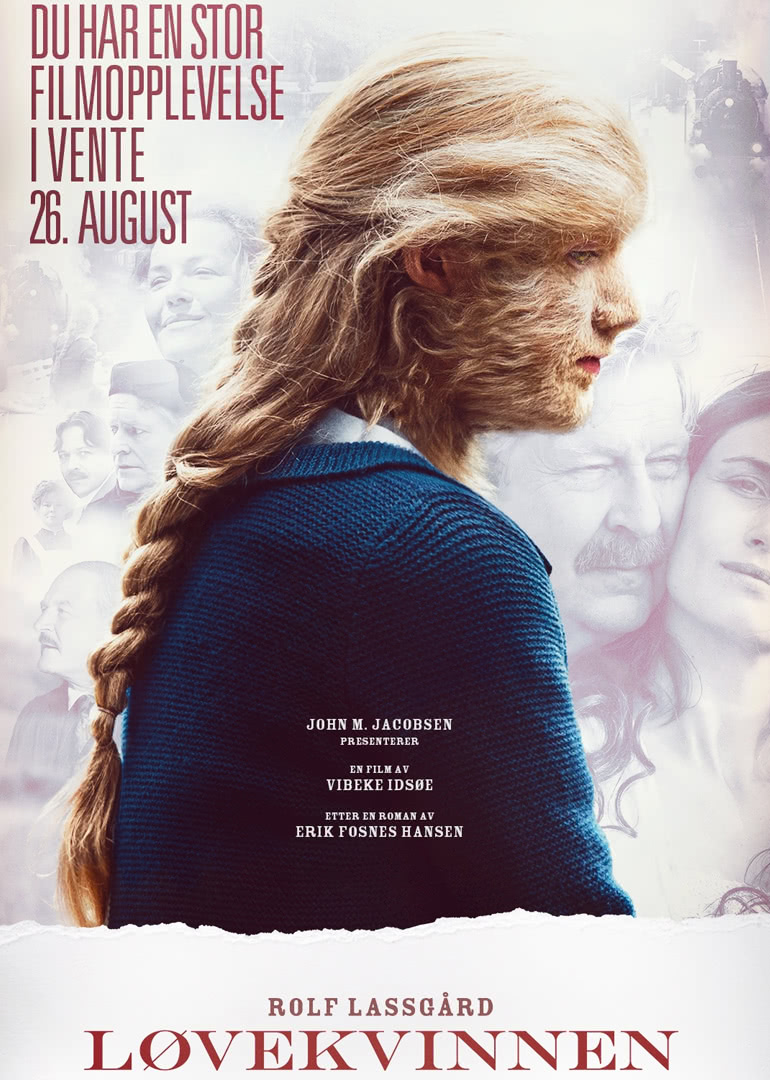 DU HAR EN STOR
FILMOPPLEVELSE
I VENTE
26. AUGUST
JOHN M. JACOBSEN
PRESENTERER
EN FILM AV
VIBEKE IDSØE
ETTER EN ROMAN AV
ERIK FOSNES HANSEN
ROLF LASSGÅRD
LØVEKVINNEN